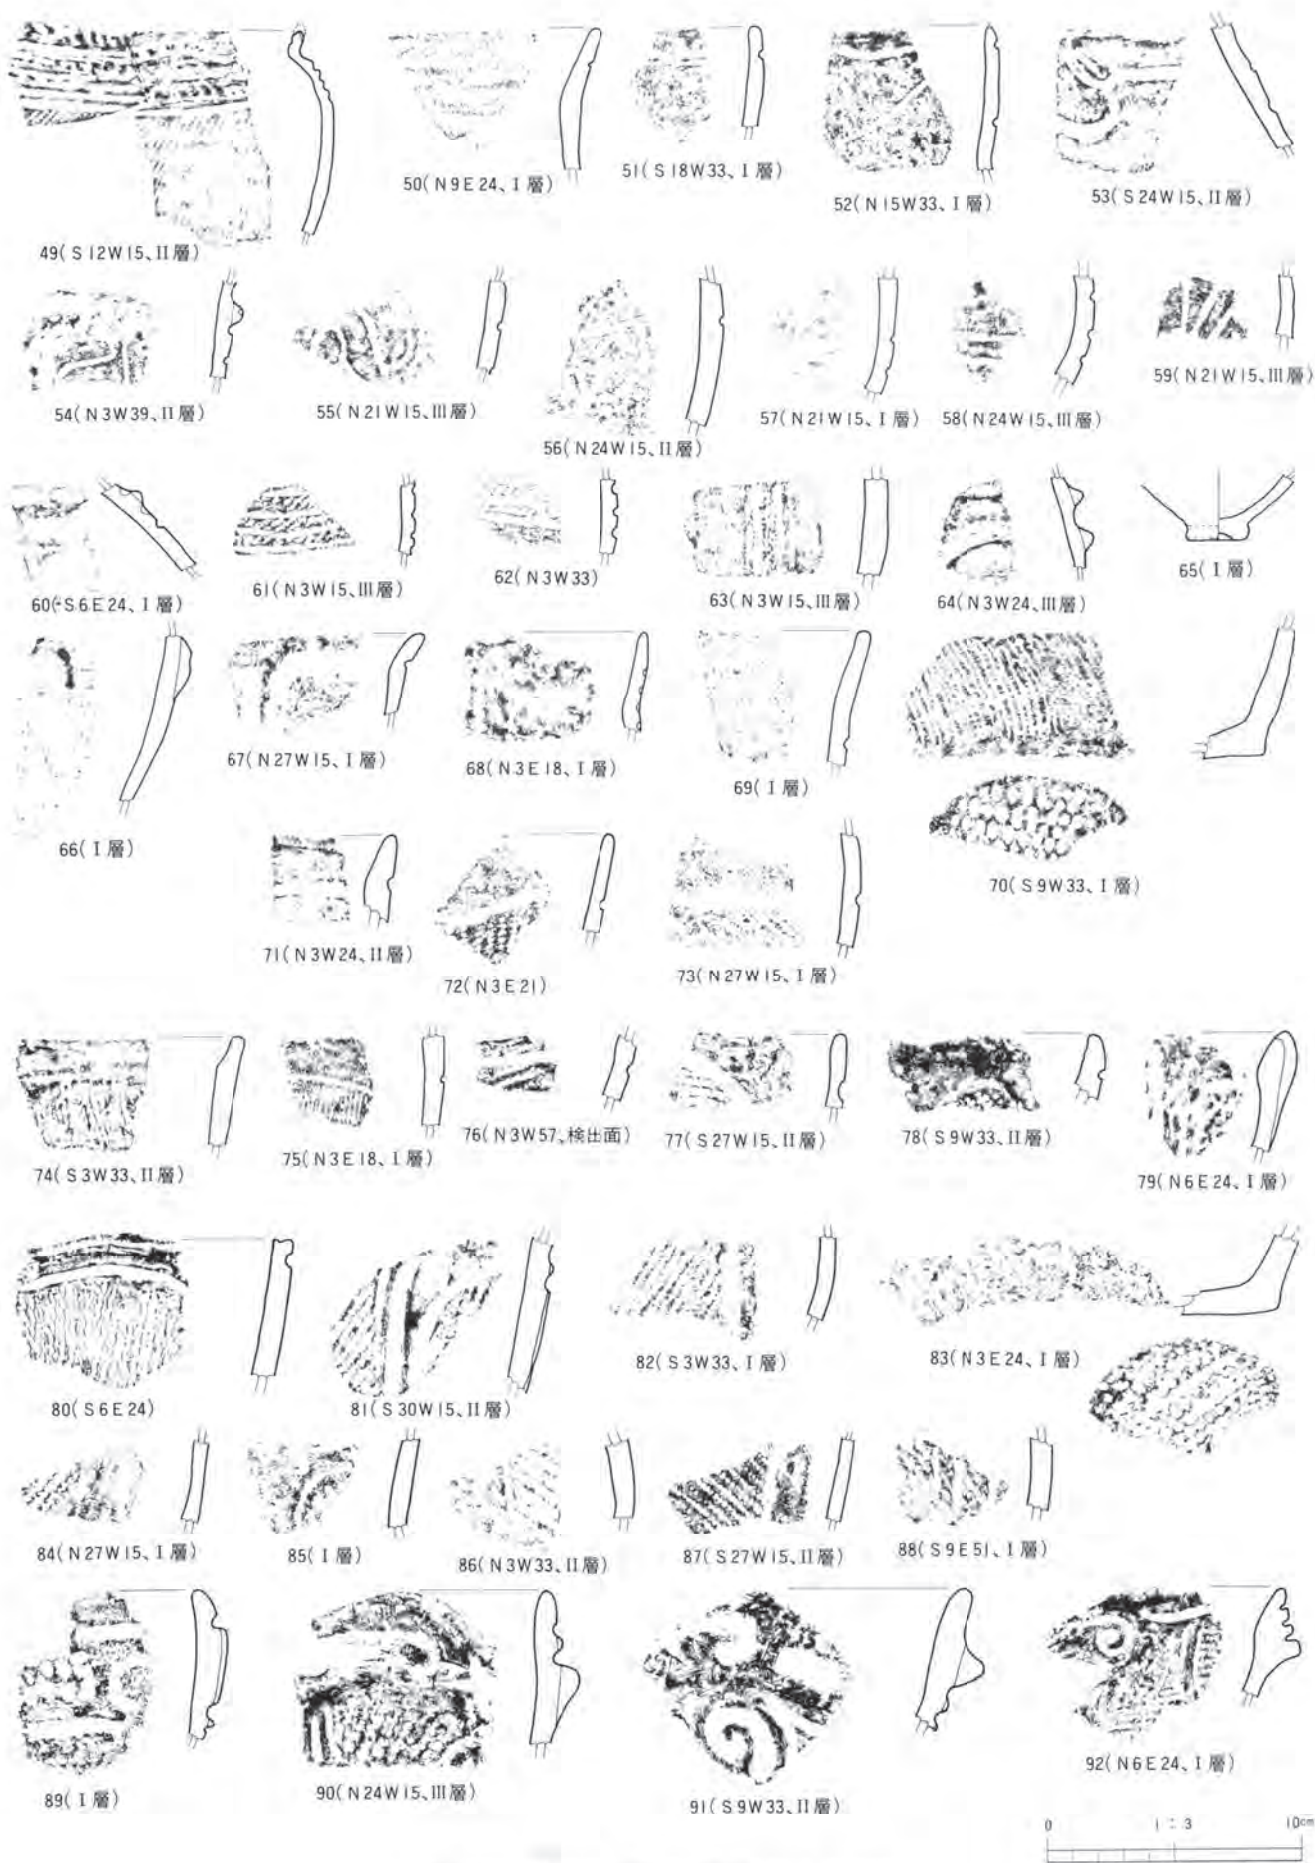 49(S12W15、II層)
50(N9E24、I層)
51(S18W33、I層)
52(N15W33、I層)
53(S24W15、II層)
54(N3W39、II層)
55(N21W15、III層)
56(N24W15、II層)
57(N21W15、I層)
58(N24W15、III層)
59(N21W15、III層)
60(S6E24、I層)
61(N3W15、III層)
62(N3W33)
63(N3W15、III層)
64(N3W24、III層)
65(I層)
66(I層)
67(N27W15、I層)
68(N3E18、I層)
69(I層)
70(S9W33、I層)
71(N3W24、II層)
72(N3E21)
73(N27W15、I層)
74(S3W33、II層)
75(N3E18、I層)
76(N3W57、検出面)
77(S27W15、II層)
78(S9W33、II層)
79(N6E24、I層)
80(S6E24)
81(S30W15、II層)
82(S3W33、I層)
83(N3E24、I層)
84(N27W15、I層)
85(I層)
86(N3W33、II層)
87(S27W15、II層)
88(S9E51、I層)
89(I層)
90(N24W15、III層)
91(S9W33、II層)
92(N6E24、I層)
0 1:3 10cm